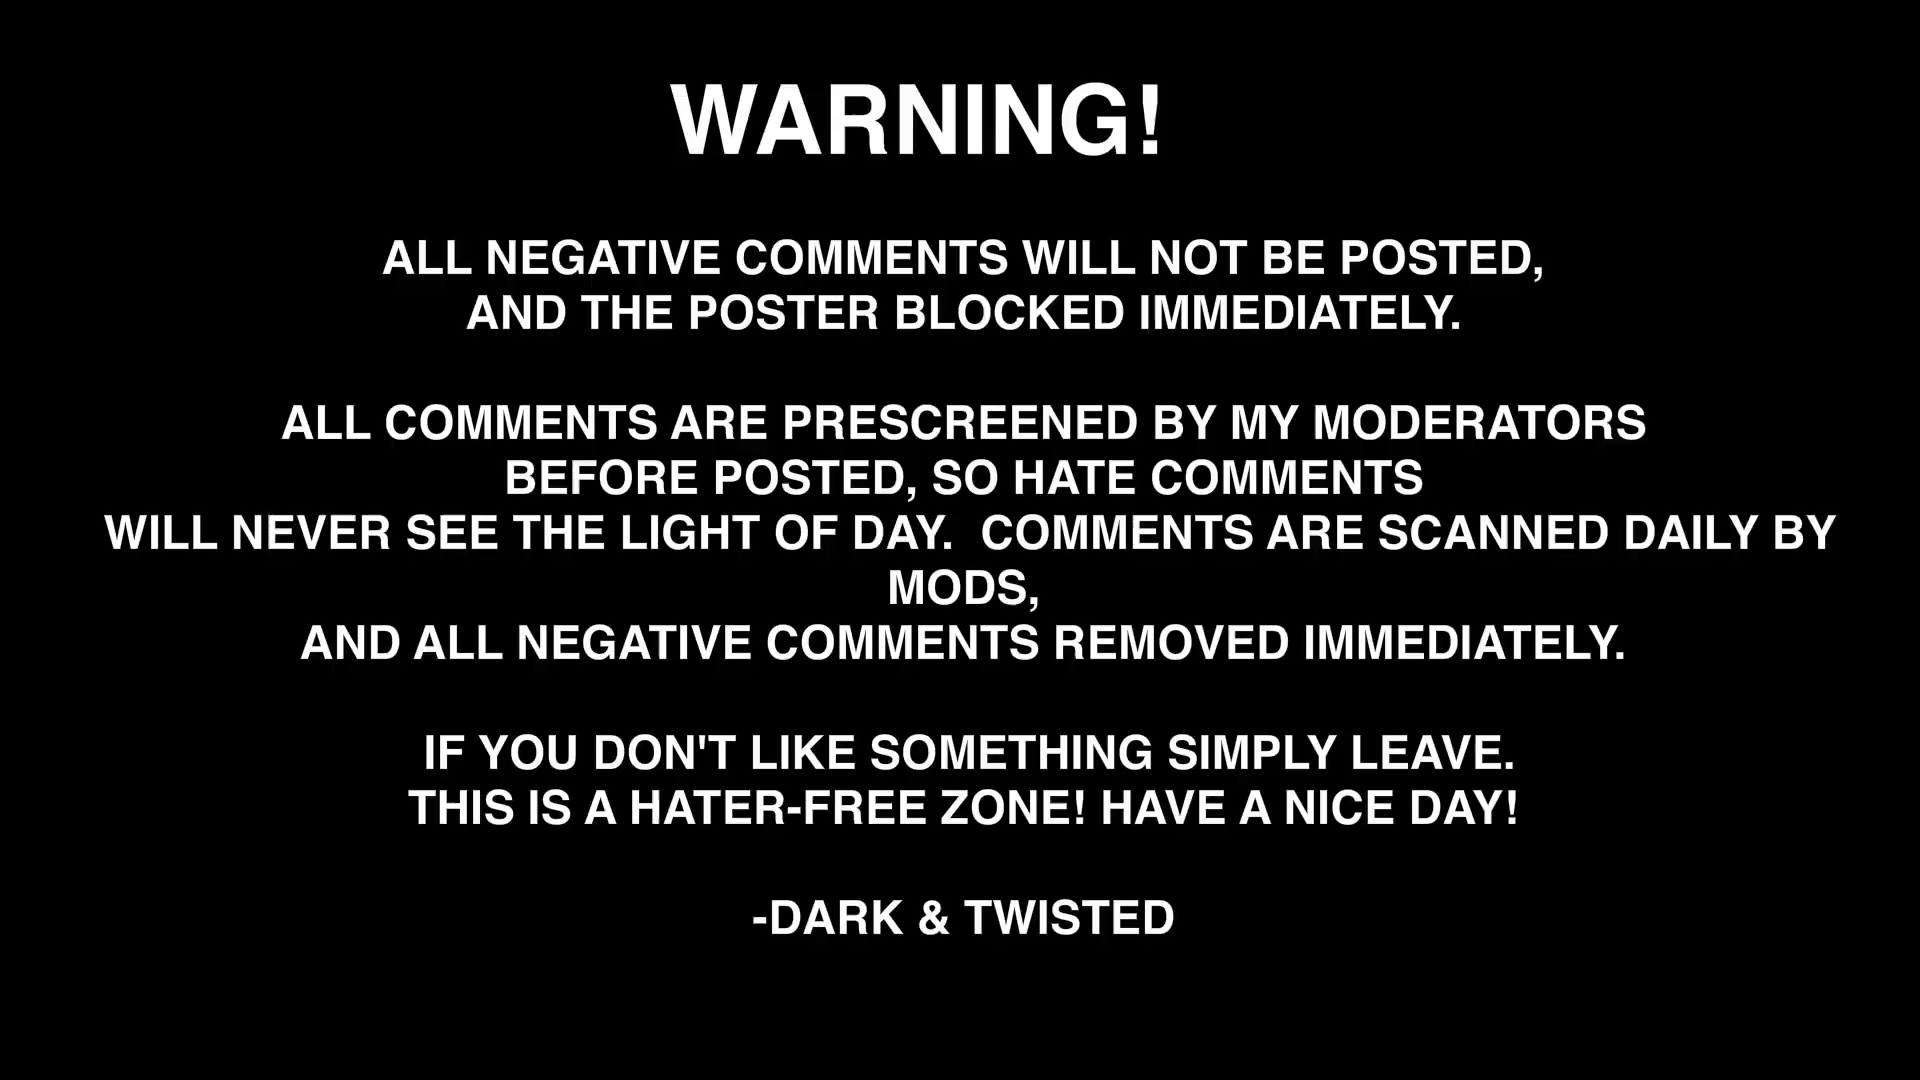 WARNING!
ALL NEGATIVE COMMENTS WILL NOT BE POSTED,
AND THE POSTER BLOCKED IMMEDIATELY.
ALL COMMENTS ARE PRESCREENED BY MY MODERATORS
BEFORE POSTED, SO HATE COMMENTS
WILL NEVER SEE THE LIGHT OF DAY.  COMMENTS ARE SCANNED DAILY BY
MODS,
AND ALL NEGATIVE COMMENTS REMOVED IMMEDIATELY.
IF YOU DON'T LIKE SOMETHING SIMPLY LEAVE.
THIS IS A HATER-FREE ZONE! HAVE A NICE DAY!
-DARK & TWISTED